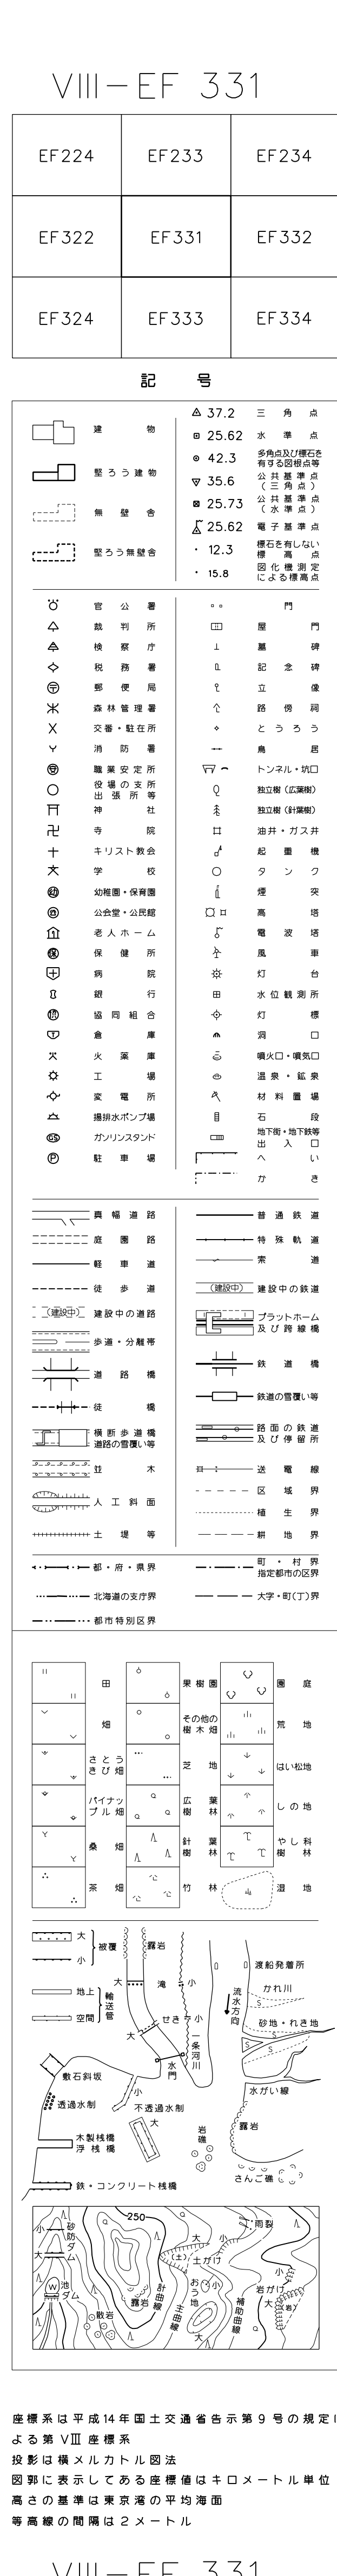 VIII-EF 331
EF224 EF233 EF234
EF322 EF331 EF332
EF324 EF333 EF334
記 号
建物
堅ろう建物
無壁舎
堅ろう無壁舎
37.2 三角点
25.62 水準点
42.3 多角点及び標石を
有する図根点等
35.6 公共基準点
(三角点)
25.73 公共基準点
(水準点)
25.62 電子基準点
12.3 標石を有しない
標高点
15.8 図化機測定
による標高点
官公署
裁判所
検察庁
税務署
郵便局
森林管理署
交番・駐在所
消防署
職業安定所
役場の支所
出張所等
神社
寺院
キリスト教会
学校
幼稚園・保育園
公会堂・公民館
老人ホーム
保健所
病院
銀行
協同組合
倉庫
火薬庫
工場
変電所
揚排水ポンプ場
GS ガソリンスタンド
P 駐車場
門
屋門
墓碑
記念碑
立像
路傍祠
とうろう
鳥居
トンネル・坑口
独立樹(広葉樹)
独立樹(針葉樹)
油井・ガス井
起重機
タンク
煙突
高塔
電波塔
風車
灯台
水位観測所
灯標
洞口
噴火口・噴気口
温泉・鉱泉
材料置場
石段
地下街・地下鉄等
出入口
へい
かき
真幅道路
庭園路
軽車道
徒歩道
(建設中) 建設中の道路
歩道・分離帯
道路橋
徒橋
横断歩道橋
道路の雪覆い等
並木
人工斜面
土堤等
普通鉄道
特殊軌道
索道
(建設中) 建設中の鉄道
プラットホーム
及び跨線橋
鉄道橋
鉄道の雪覆い等
路面の鉄道
及び停留所
送電線
区域界
植生界
耕地界
都・府・県界
北海道の支庁界
都市特別区界
町・村界
指定都市の区界
大字・町(丁)界
田
畑
さとう
きび畑
パイナッ
プル畑
桑畑
茶畑
果樹園
その他の
樹木畑
芝地
広葉
樹林
針葉
樹林
竹林
園庭
荒地
はい松地
しの地
やし科
樹林
湿地
大
小
被覆
地上
空間
輸送管
露岩
大 滝 小
せき 小
大
水門
一条河川
渡船発着所
かれ川
流水方向
砂地・れき地
水がい線
敷石斜坂
透過水制
小
不透過水制
大
木製桟橋
浮桟橋
鉄・コンクリート桟橋
岩礁
露岩
さんご礁
250
小
砂防ダム
大
W
池
ダム
散岩
露岩
計曲線
主曲線
補助曲線
大 小
(土) 土がけ
雨裂
おう地
小
大
小
岩がけ
大
(岩)
座標系は平成14年国土交通省告示第9号の規定に
よる第 VIII 座標系
投影は横メルカトル図法
図郭に表示してある座標値はキロメートル単位
高さの基準は東京湾の平均海面
等高線の間隔は2メートル
VIII-EF 331